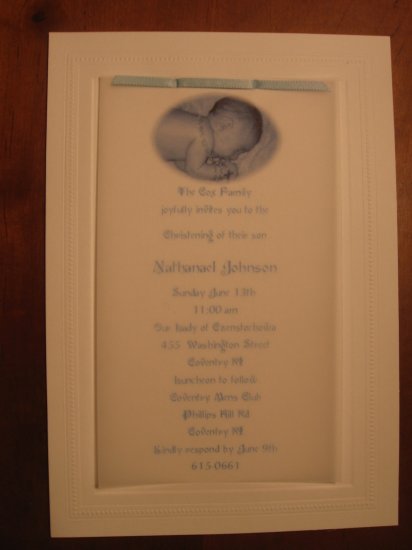 The Cox Family
joyfully invites you to the
Christening of their son
Nathanael Johnson
Sunday June 13th
11:00 am
Our Lady of Czenstachowa
455 Washington Street
Coventry RI
Luncheon to follow
Coventry Arms Club
Phillips Hill Rd
Coventry RI
Kindly respond by June 9th
615-0661